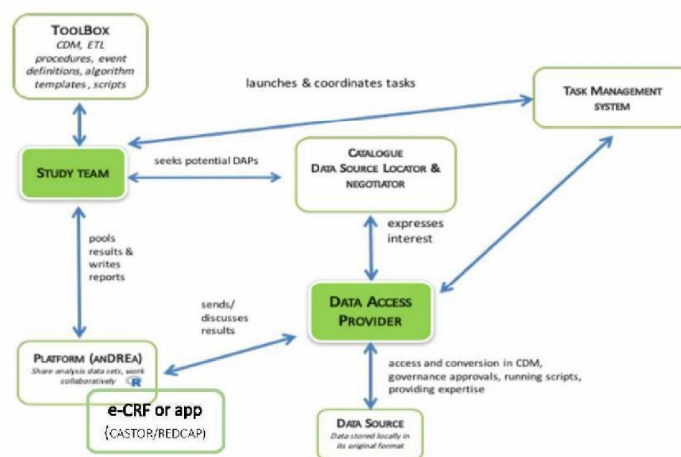 TOOLBOX
CDM, ETL
procedures, event
definitions, algorithm
templates , scripts
launches & coordinates tasks
TASK MANAGEMENT
SYSTEM
STUDY TEAM
seeks potential DAPs
CATALOGUE
DATA SOURCE LOCATOR &
NEGOTIATOR
pools
results &
writes
reports
expresses
interest
sends/
discusses
results
DATA ACCESS
PROVIDER
PLATFORM (ANDREA)
Share analysis data sets, work
collaboratively
R
e-CRF or app
(CASTOR/REDCAP)
access and conversion in CDM,
governance approvals, running scripts,
providing expertise
DATA SOURCE
Data stored locally in
its original format